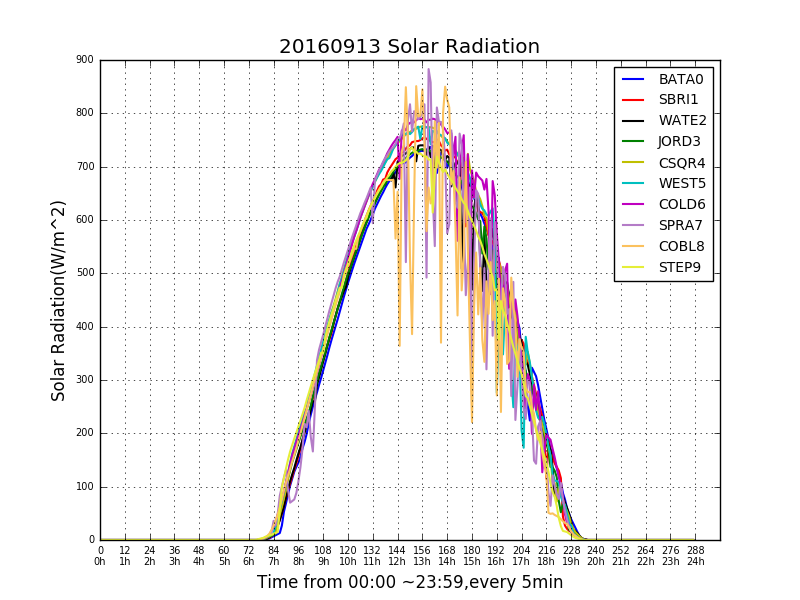 20160913 Solar Radiation
900
800
700
600
500
400
300
200
100
0
Solar Radiation(W/m^2)
BATA0
SBRI1
WATE2
JORD3
CSQR4
WEST5
COLD6
SPRA7
COBL8
STEP9
0 12 24 36 48 60 72 84 96 108 120 132 144 156 168 180 192 204 216 228 240 252 264 276 288
0h 1h 2h 3h 4h 5h 6h 7h 8h 9h 10h 11h 12h 13h 14h 15h 16h 17h 18h 19h 20h 21h 22h 23h 24h
Time from 00:00 ~23:59,every 5min